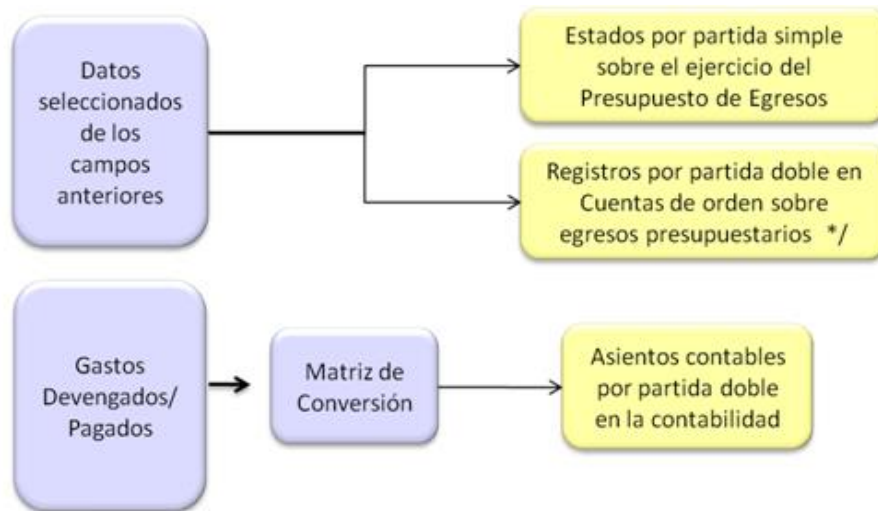 Datos
seleccionados
de los
campos
anteriores
Estados por partida simple
sobre el ejercicio del
Presupuesto de Egresos
Registros por partida doble en
Cuentas de orden sobre
egresos presupuestarios */
Gastos
Devengados/
Pagados
Matriz de
Conversión
Asientos contables
por partida doble
en la contabilidad